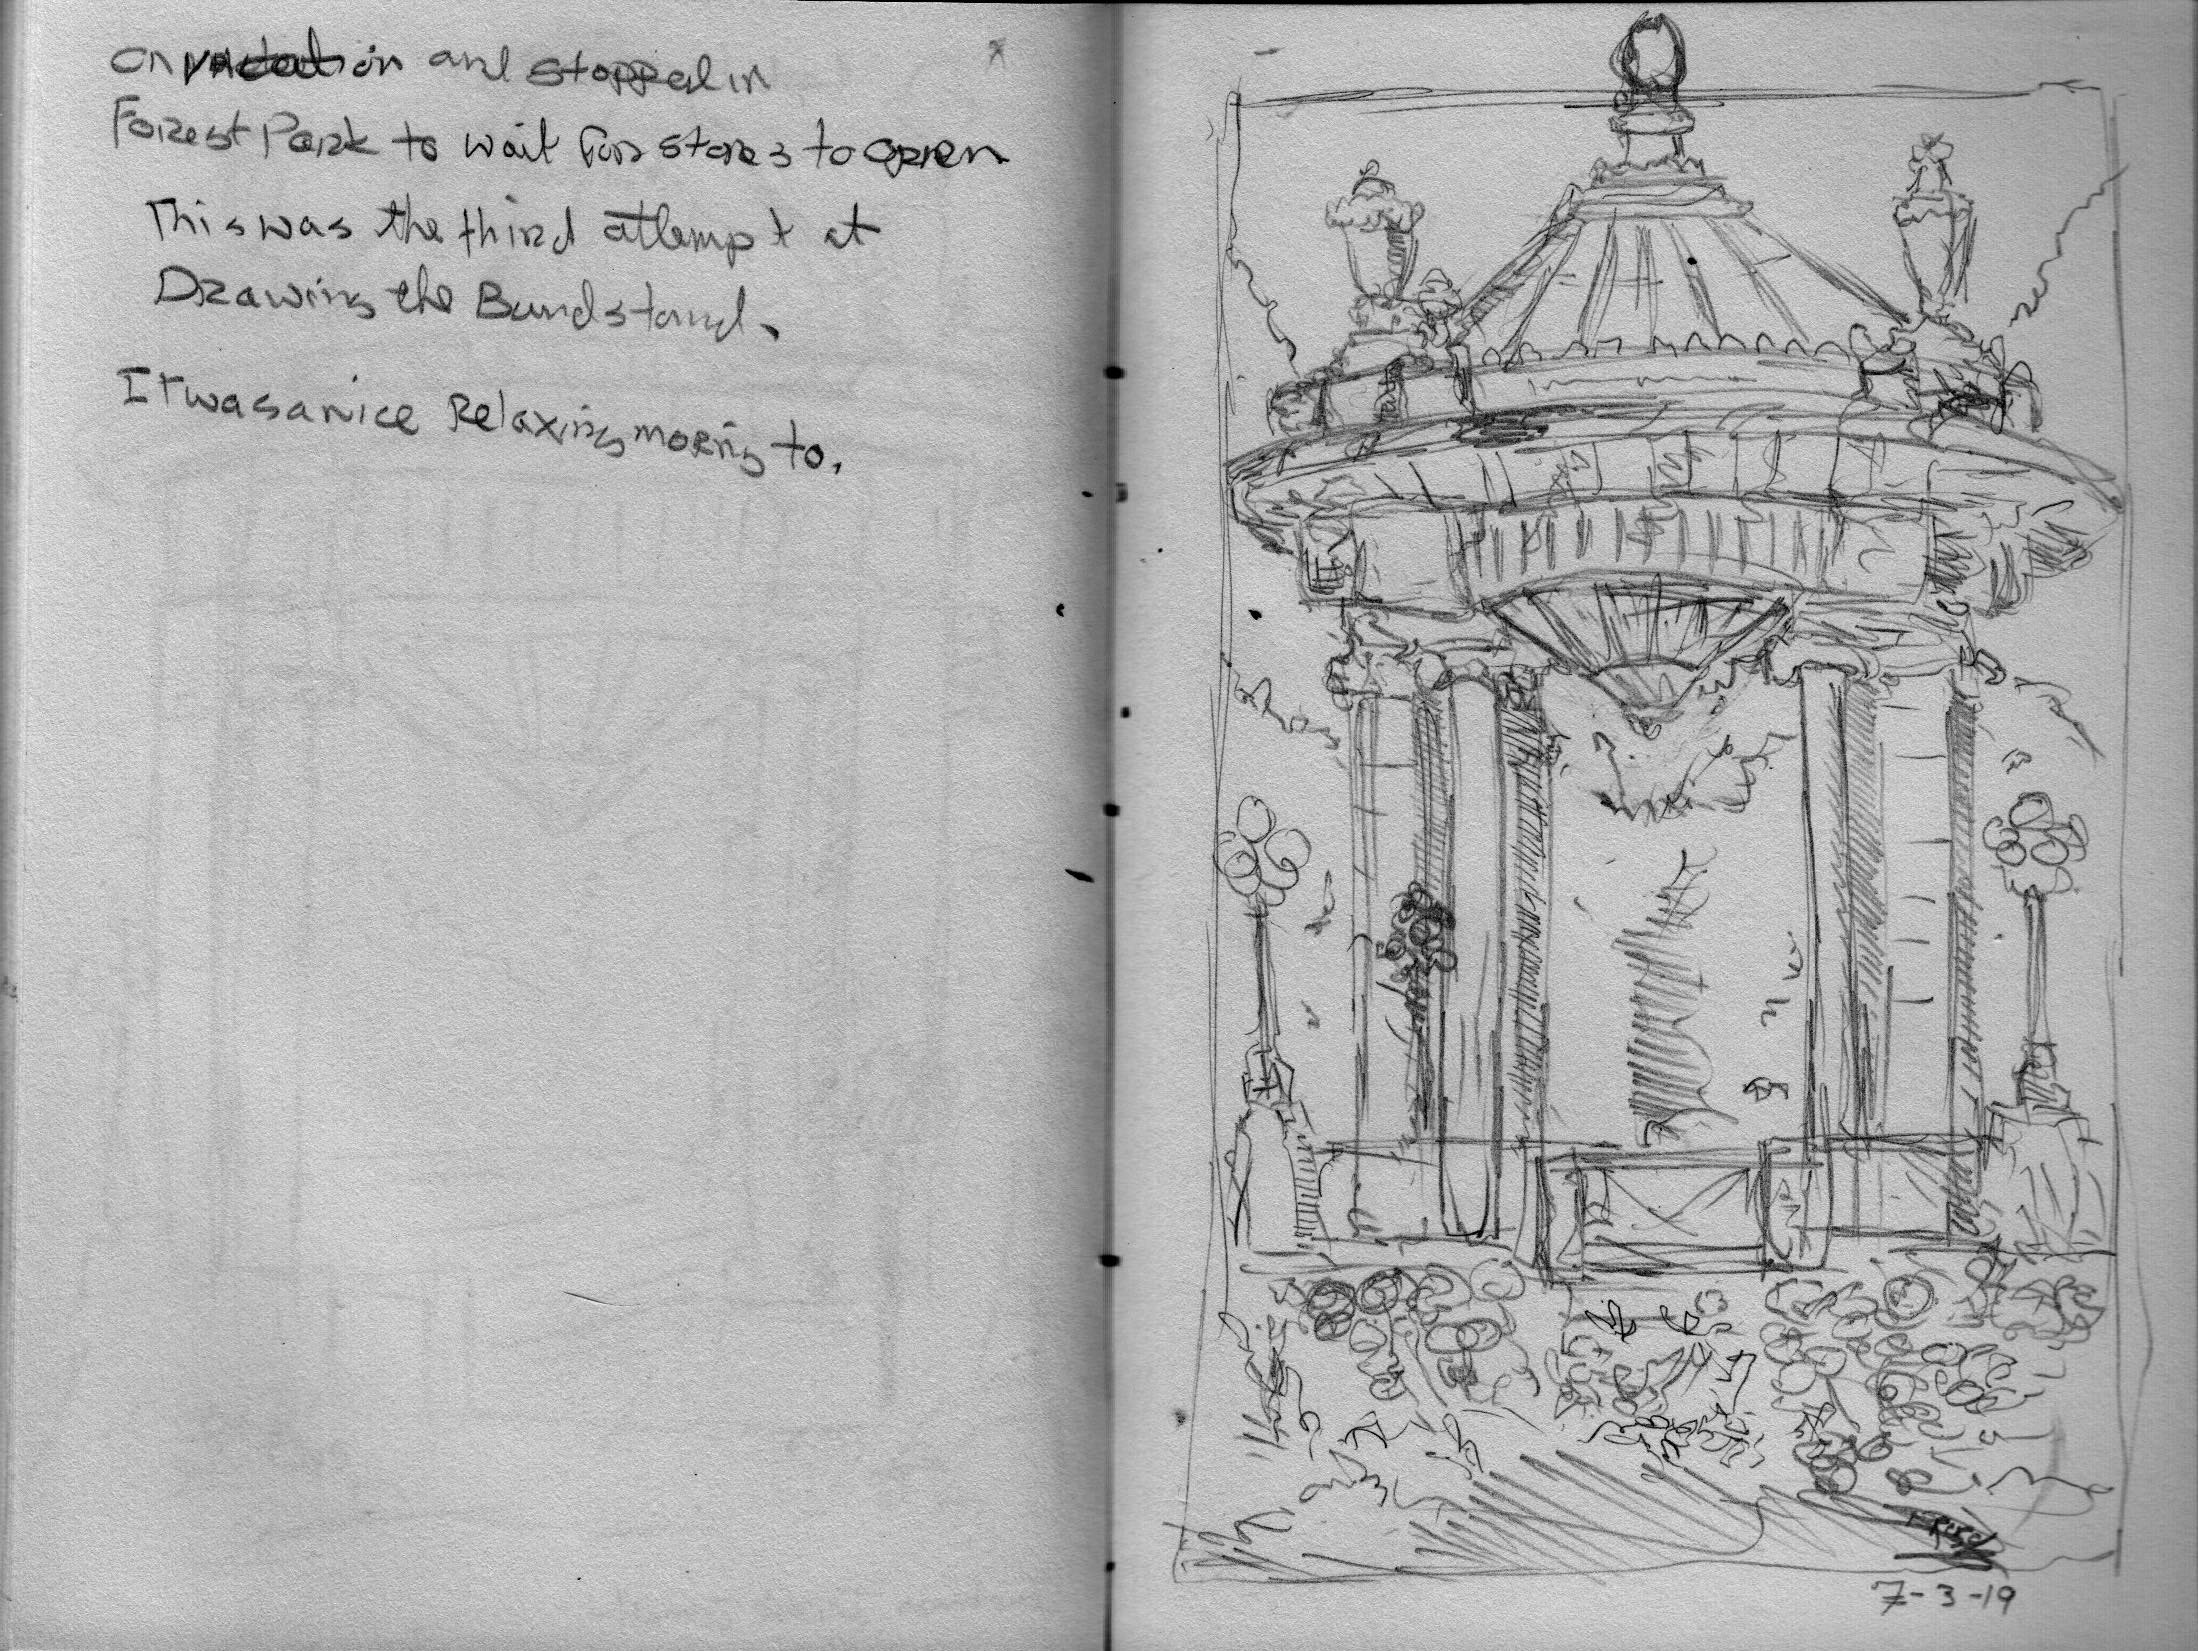 on vacation and stopped in
Forest Park to wait for stores to open
This was the third attempt at
Drawing the Bandstand.
It was a nice Relaxing morning to.
7-3-19